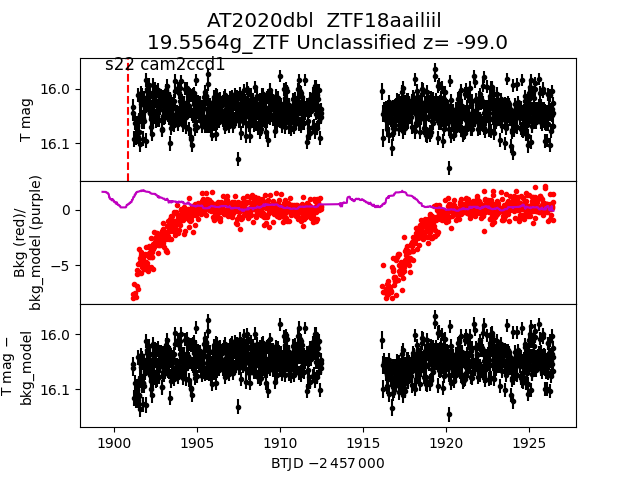 AT2020dbl  ZTF18aailiil
19.5564g_ZTF Unclassified z= -99.0
s22 cam2ccd1
16.0
16.1
T mag
0
−5
Bkg (red)/
bkg_model (purple)
16.0
16.1
T mag −
bkg_model
1900 1905 1910 1915 1920 1925
BTJD −2 457 000